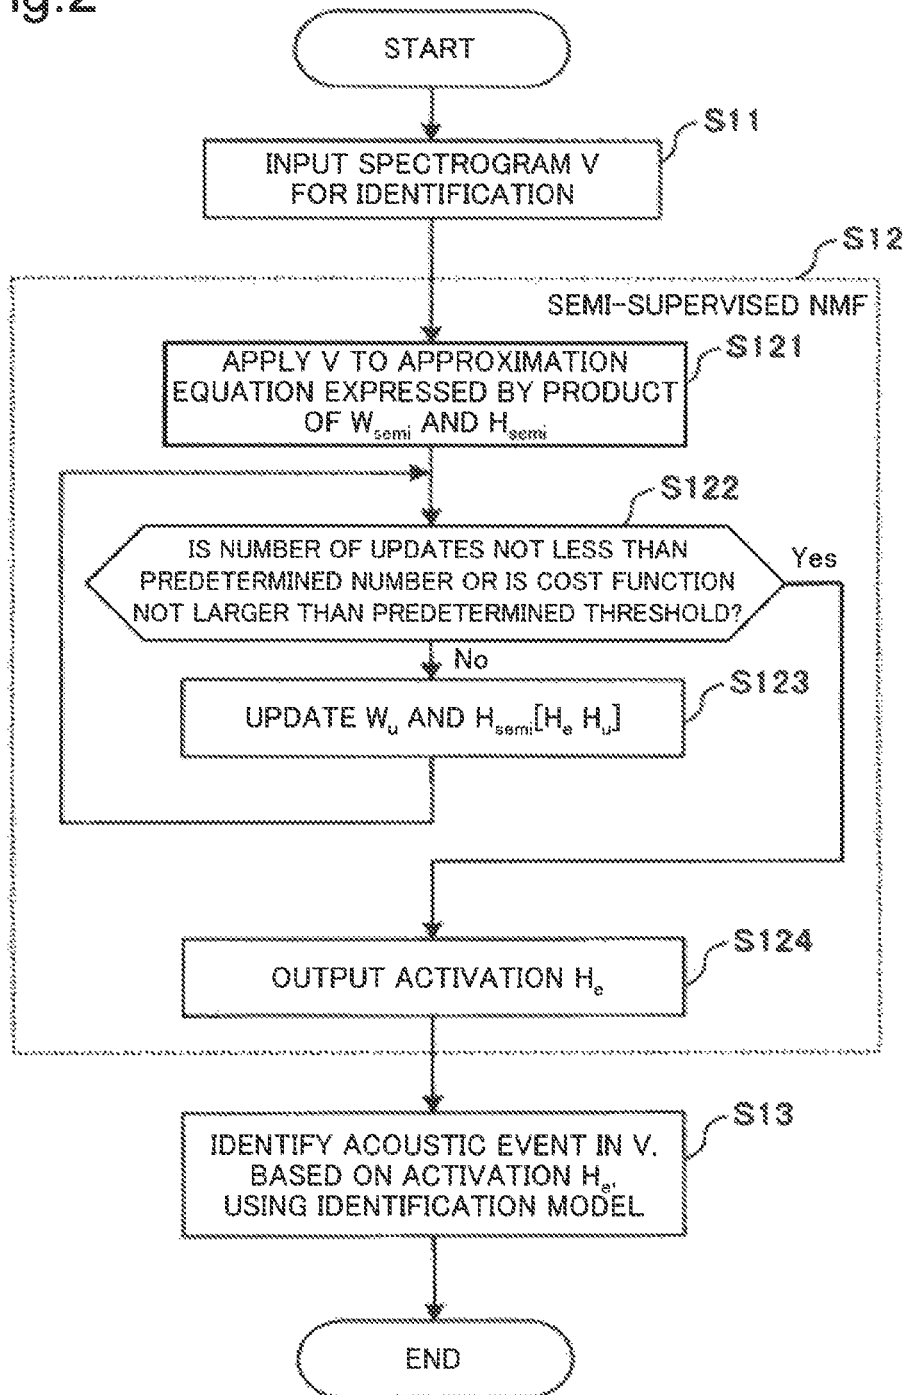 Fig.2
START
S11
INPUT SPECTROGRAM V
FOR IDENTIFICATION
S12
SEMI-SUPERVISED NMF
S121
APPLY V TO APPROXIMATION
EQUATION EXPRESSED BY PRODUCT
OF Wsemi AND Hsemi
S122
IS NUMBER OF UPDATES NOT LESS THAN
PREDETERMINED NUMBER OR IS COST FUNCTION
NOT LARGER THAN PREDETERMINED THRESHOLD?
Yes
No
S123
UPDATE Wu AND Hsemi[He Hu]
S124
OUTPUT ACTIVATION He
S13
IDENTIFY ACOUSTIC EVENT IN V,
BASED ON ACTIVATION He,
USING IDENTIFICATION MODEL
END